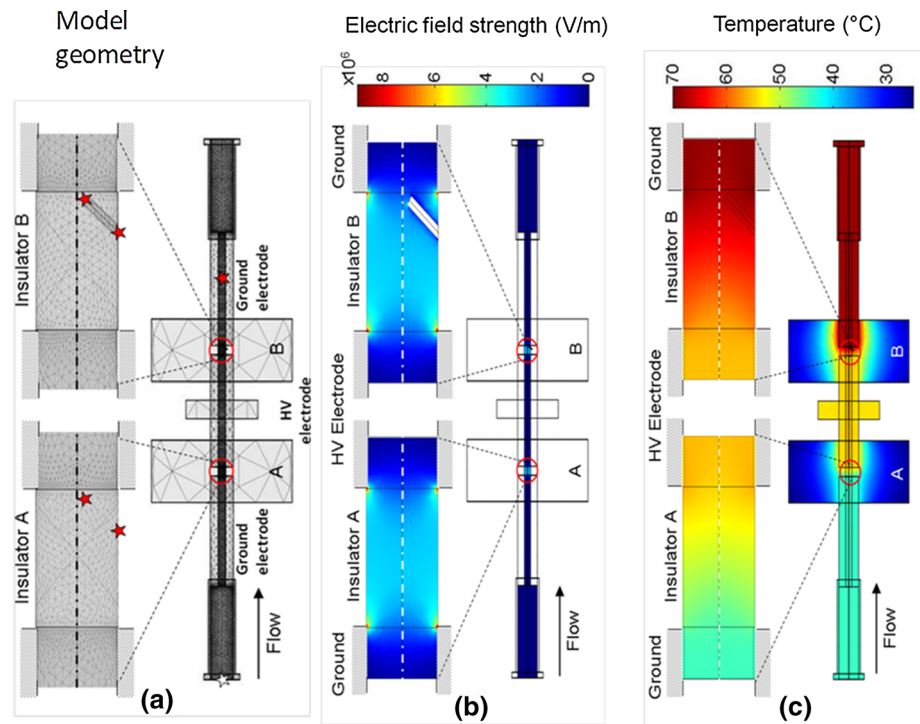 Model
geometry
Insulator B
Ground
electrode
B
HV
electrode
A
Insulator A
Ground
electrode
Flow
(a)
Electric field strength (V/m)
x10⁶
8
6
4
2
0
Ground
Insulator B
B
HV Electrode
A
Insulator A
Ground
Flow
(b)
Temperature (°C)
70
60
50
40
30
Ground
Insulator B
B
HV Electrode
A
Insulator A
Ground
Flow
(c)